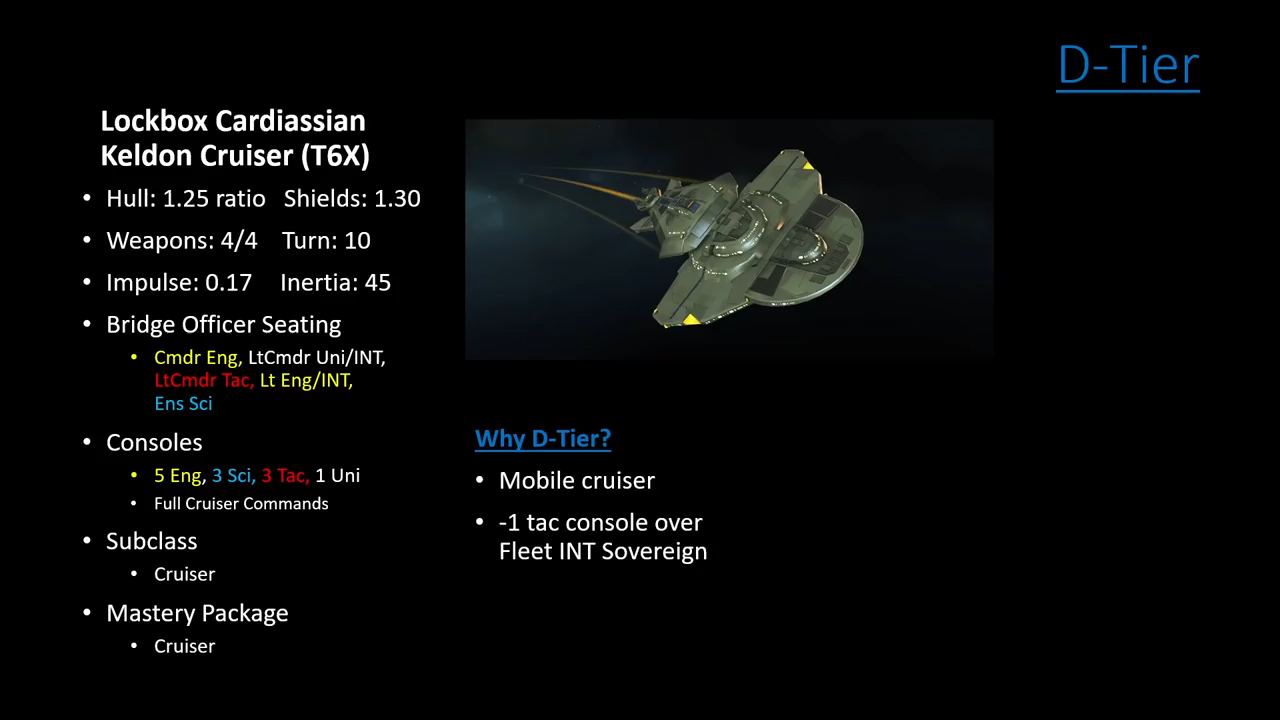 D-Tier
Lockbox Cardiassian
Keldon Cruiser (T6X)
• Hull: 1.25 ratio Shields: 1.30
• Weapons: 4/4 Turn: 10
• Impulse: 0.17 Inertia: 45
• Bridge Officer Seating
• Cmdr Eng, LtCmdr Uni/INT,
LtCmdr Tac, Lt Eng/INT,
Ens Sci
• Consoles
• 5 Eng, 3 Sci, 3 Tac, 1 Uni
• Full Cruiser Commands
• Subclass
• Cruiser
• Mastery Package
• Cruiser
Why D-Tier?
• Mobile cruiser
• -1 tac console over
Fleet INT Sovereign